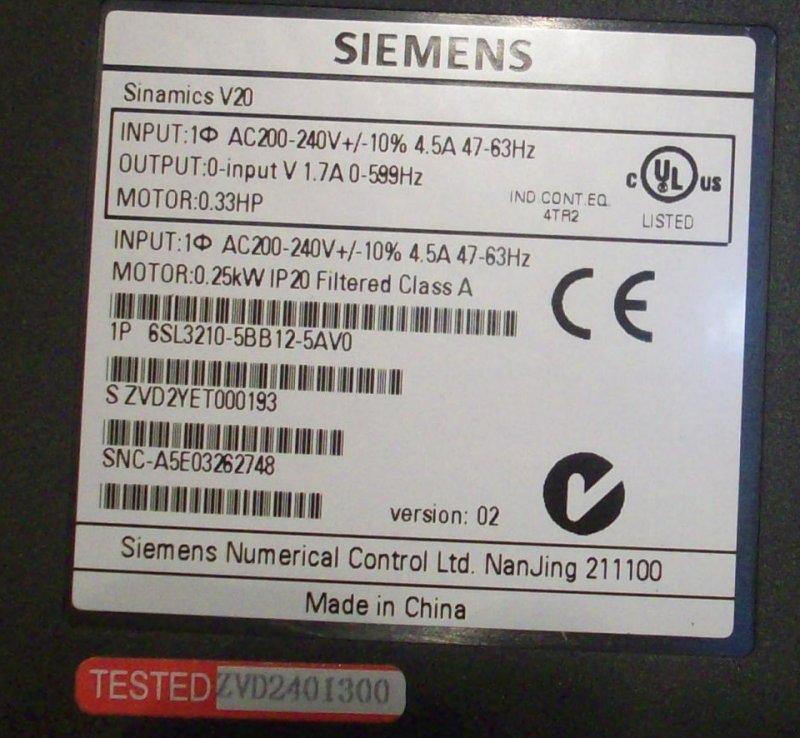 SIEMENS
Sinamics V20
INPUT:1Φ AC200-240V+/-10% 4.5A 47-63Hz
OUTPUT:0-input V 1.7A 0-599Hz
MOTOR:0.33HP
IND CONT.EQ.
4TR2
C UL US
LISTED
INPUT:1Φ AC200-240V+/-10% 4.5A 47-63Hz
MOTOR:0.25kW IP20 Filtered Class A
CE
1P 6SL3210-5BB12-5AV0
S ZVD2YET000193
SNC-A5E03262748
version: 02
Siemens Numerical Control Ltd. NanJing 211100
Made in China
TESTED ZVD2401300